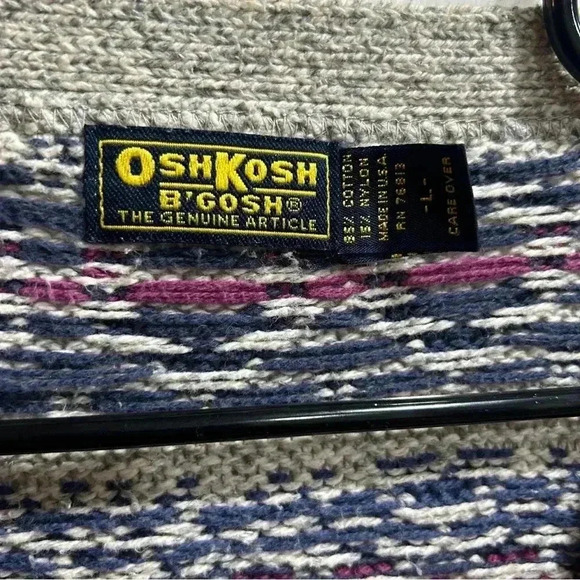 OSHKOSH
B'GOSH®
THE GENUINE ARTICLE
85% COTTON
15% NYLON
MADE IN U.S.A.
RN 76813
-L-
CARE OVER